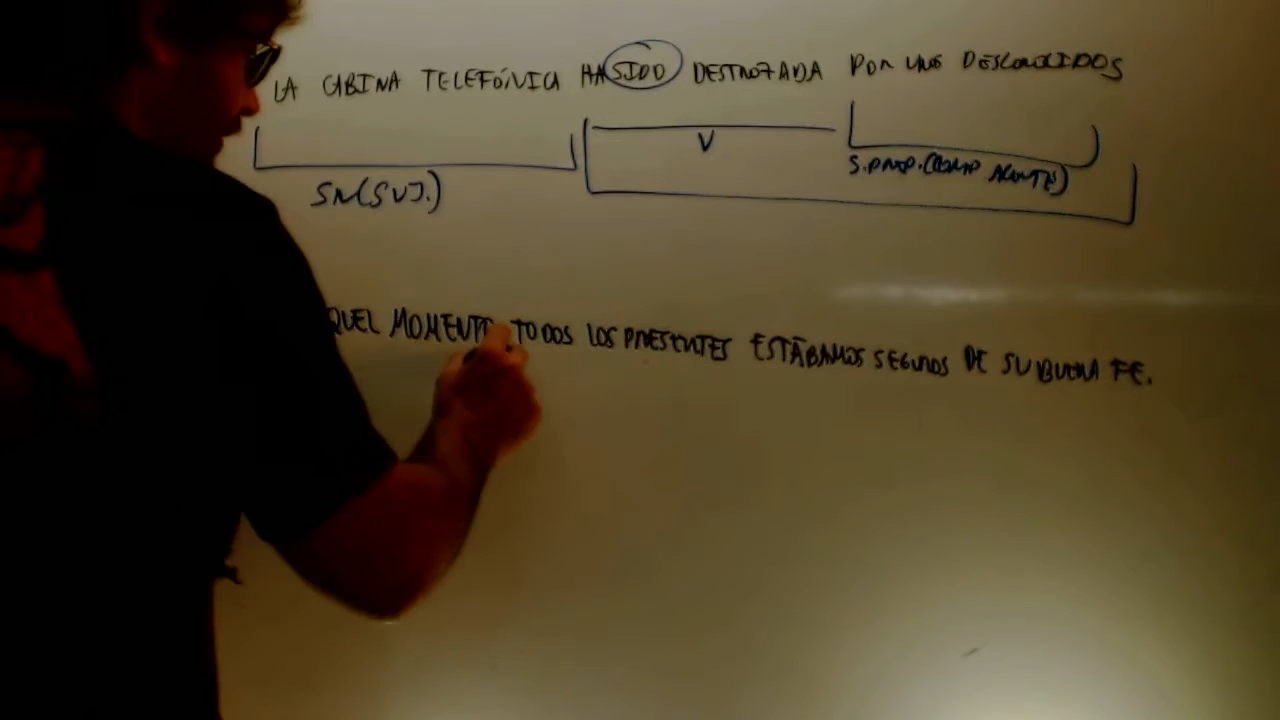 LA CABINA TELEFÓNICA HA SIDO DESTROZADA POR UNOS DESCONOCIDOS
V
S.PREP.(COMP AGENTE)
SN(SUJ.)
QUEL MOMENTO TODOS LOS PRESENTES ESTÁBAMOS SEGUROS DE SU BUENA FE.